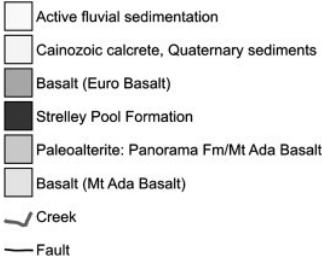 Active fluvial sedimentation
Cainozoic calcrete, Quaternary sediments
Basalt (Euro Basalt)
Strelley Pool Formation
Paleoalterite: Panorama Fm/Mt Ada Basalt
Basalt (Mt Ada Basalt)
Creek
Fault